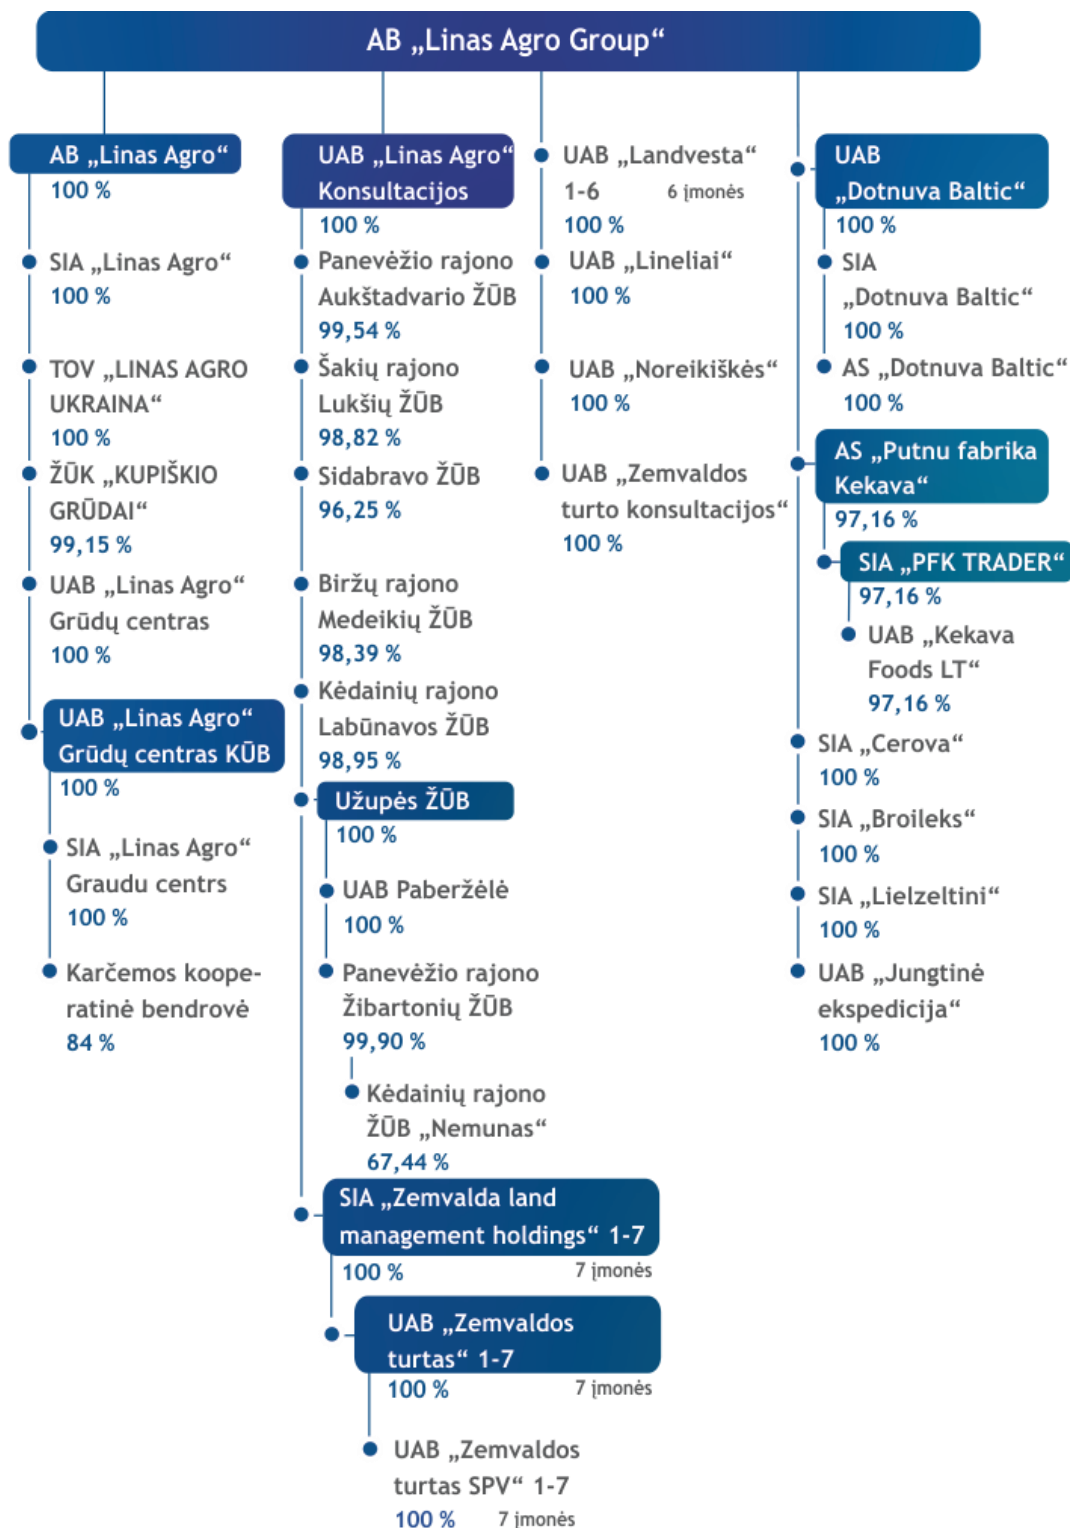 AB „Linas Agro Group“
AB „Linas Agro“
100 %
SIA „Linas Agro“
100 %
TOV „LINAS AGRO
UKRAINA“
100 %
ŽŪK „KUPIŠKIO
GRŪDAI“
99,15 %
UAB „Linas Agro“
Grūdų centras
100 %
UAB „Linas Agro“
Grūdų centras KŪB
100 %
SIA „Linas Agro“
Graudu centrs
100 %
Karčemos koope-
ratinė bendrovė
84 %
UAB „Linas Agro“
Konsultacijos
100 %
Panevėžio rajono
Aukštadvario ŽŪB
99,54 %
Šakių rajono
Lukšių ŽŪB
98,82 %
Sidabravo ŽŪB
96,25 %
Biržų rajono
Medeikių ŽŪB
98,39 %
Kėdainių rajono
Labūnavos ŽŪB
98,95 %
Užupės ŽŪB
100 %
UAB Paberžėlė
100 %
Panevėžio rajono
Žibartonių ŽŪB
99,90 %
Kėdainių rajono
ŽŪB „Nemunas“
67,44 %
SIA „Zemvalda land
management holdings“ 1-7
100 % 7 įmonės
UAB „Zemvaldos
turtas“ 1-7
100 % 7 įmonės
UAB „Zemvaldos
turtas SPV“ 1-7
100 % 7 įmonės
UAB „Landvesta“
1-6 6 įmonės
100 %
UAB „Lineliai“
100 %
UAB „Noreikiškės“
100 %
UAB „Zemvaldos
turto konsultacijos“
100 %
UAB
„Dotnuva Baltic“
100 %
SIA
„Dotnuva Baltic“
100 %
AS „Dotnuva Baltic“
100 %
AS „Putnu fabrika
Kekava“
97,16 %
SIA „PFK TRADER“
97,16 %
UAB „Kekava
Foods LT“
97,16 %
SIA „Cerova“
100 %
SIA „Broileks“
100 %
SIA „Lielzeltini“
100 %
UAB „Jungtinė
ekspedicija“
100 %